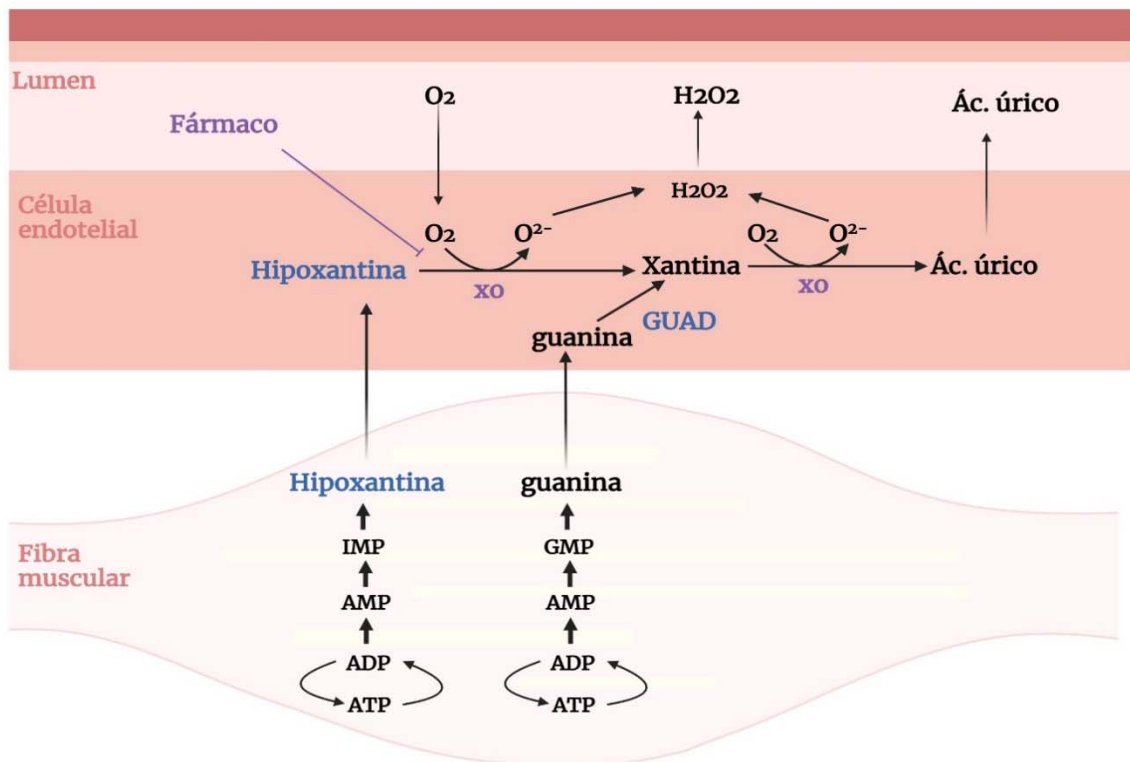 Lumen
O2
H2O2
Ác. úrico
Fármaco
Célula
endotelial
H2O2
O2
O²⁻
O2
O²⁻
Hipoxantina
Xantina
Ác. úrico
XO
XO
GUAD
guanina
Hipoxantina
guanina
Fibra
muscular
IMP
GMP
AMP
AMP
ADP
ADP
ATP
ATP